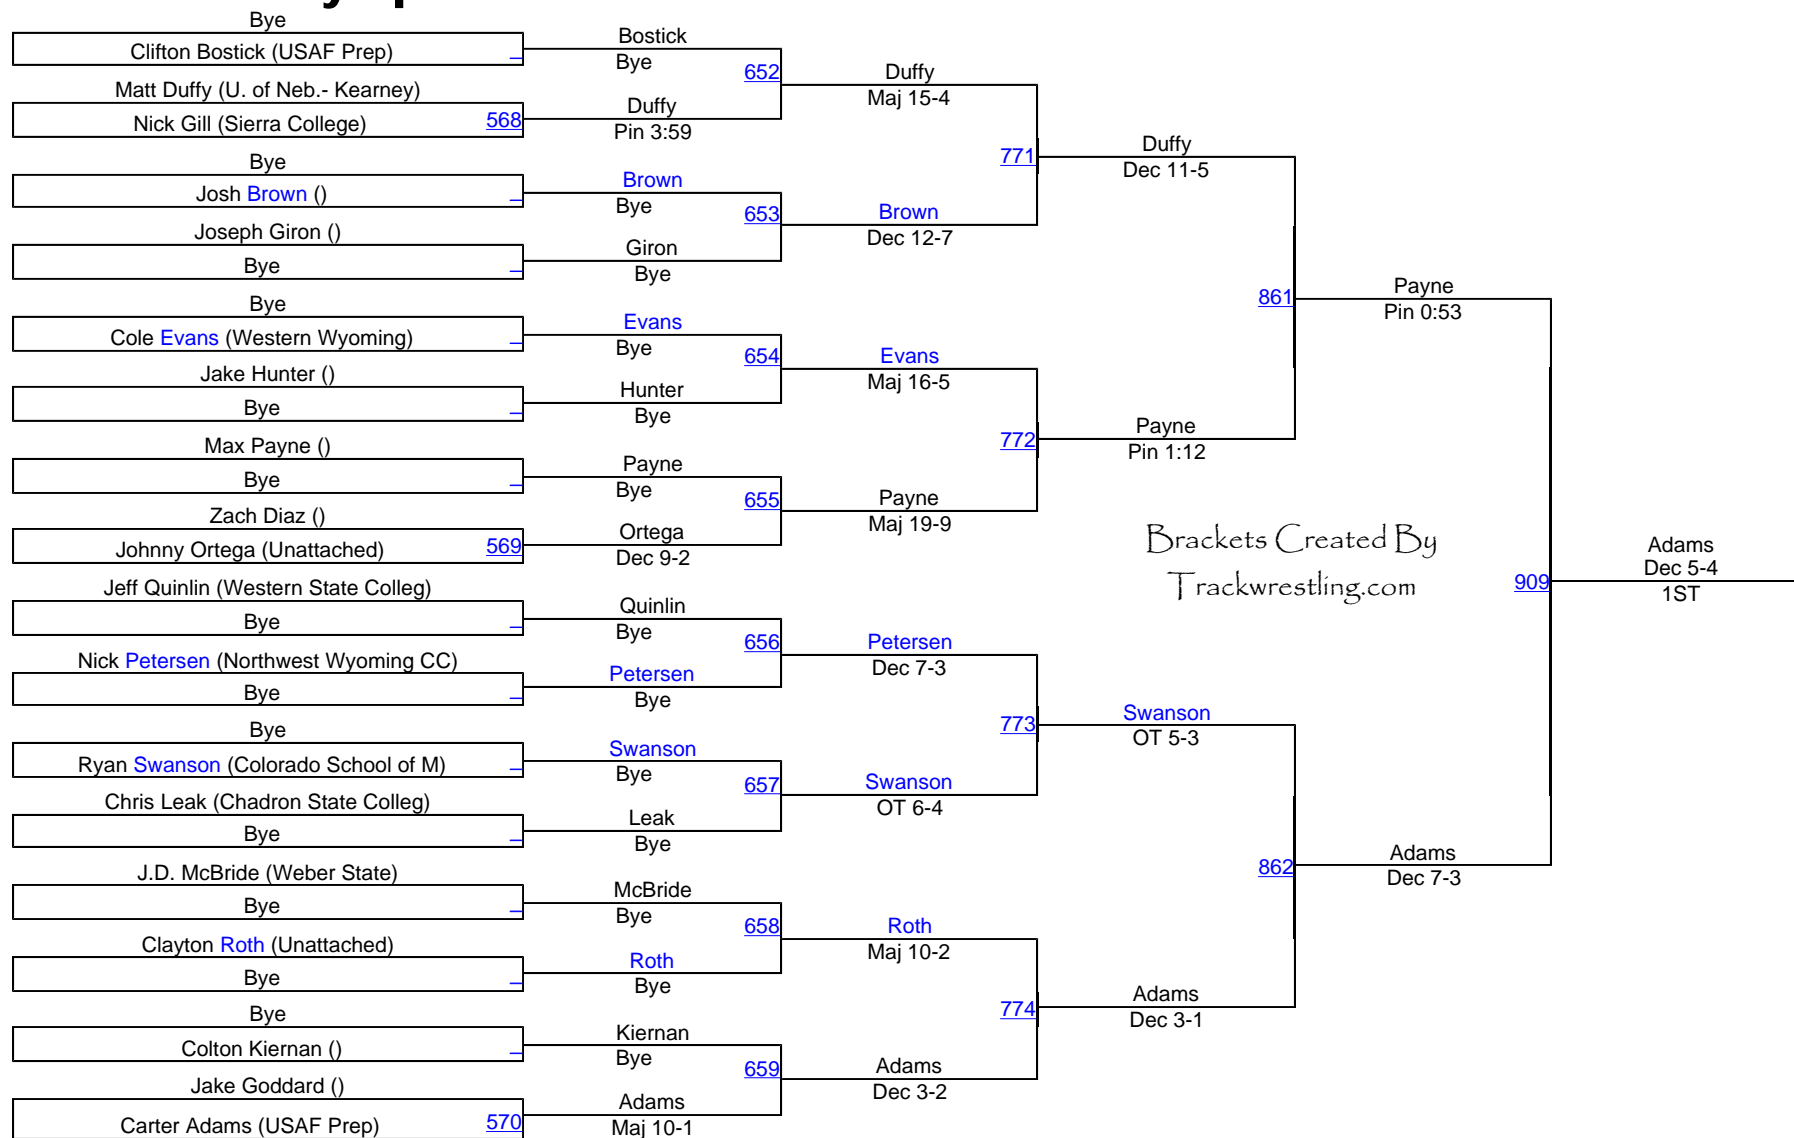 Bye
Clifton Bostick (USAF Prep)
Matt Duffy (U. of Neb.- Kearney)
Nick Gill (Sierra College) 568
Bye
Josh Brown ()
Joseph Giron ()
Bye
Bye
Cole Evans (Western Wyoming)
Jake Hunter ()
Bye
Max Payne ()
Bye
Zach Diaz ()
Johnny Ortega (Unattached) 569
Jeff Quinlin (Western State Colleg)
Bye
Nick Petersen (Northwest Wyoming CC)
Bye
Bye
Ryan Swanson (Colorado School of M)
Chris Leak (Chadron State Colleg)
Bye
J.D. McBride (Weber State)
Bye
Clayton Roth (Unattached)
Bye
Bye
Colton Kiernan ()
Jake Goddard ()
Carter Adams (USAF Prep) 570
Bostick
Bye
652
Duffy
Pin 3:59
Brown
Bye
653
Giron
Bye
Evans
Bye
654
Hunter
Bye
Payne
Bye
655
Ortega
Dec 9-2
Quinlin
Bye
656
Petersen
Bye
Swanson
Bye
657
Leak
Bye
McBride
Bye
658
Roth
Bye
Kiernan
Bye
659
Adams
Maj 10-1
Duffy
Maj 15-4
771
Brown
Dec 12-7
Evans
Maj 16-5
772
Payne
Maj 19-9
Petersen
Dec 7-3
773
Swanson
OT 6-4
Roth
Maj 10-2
774
Adams
Dec 3-2
Duffy
Dec 11-5
861
Payne
Pin 1:12
Brackets Created By
Trackwrestling.com
Swanson
OT 5-3
862
Adams
Dec 3-1
Payne
Pin 0:53
909
Adams
Dec 7-3
Adams
Dec 5-4
1ST